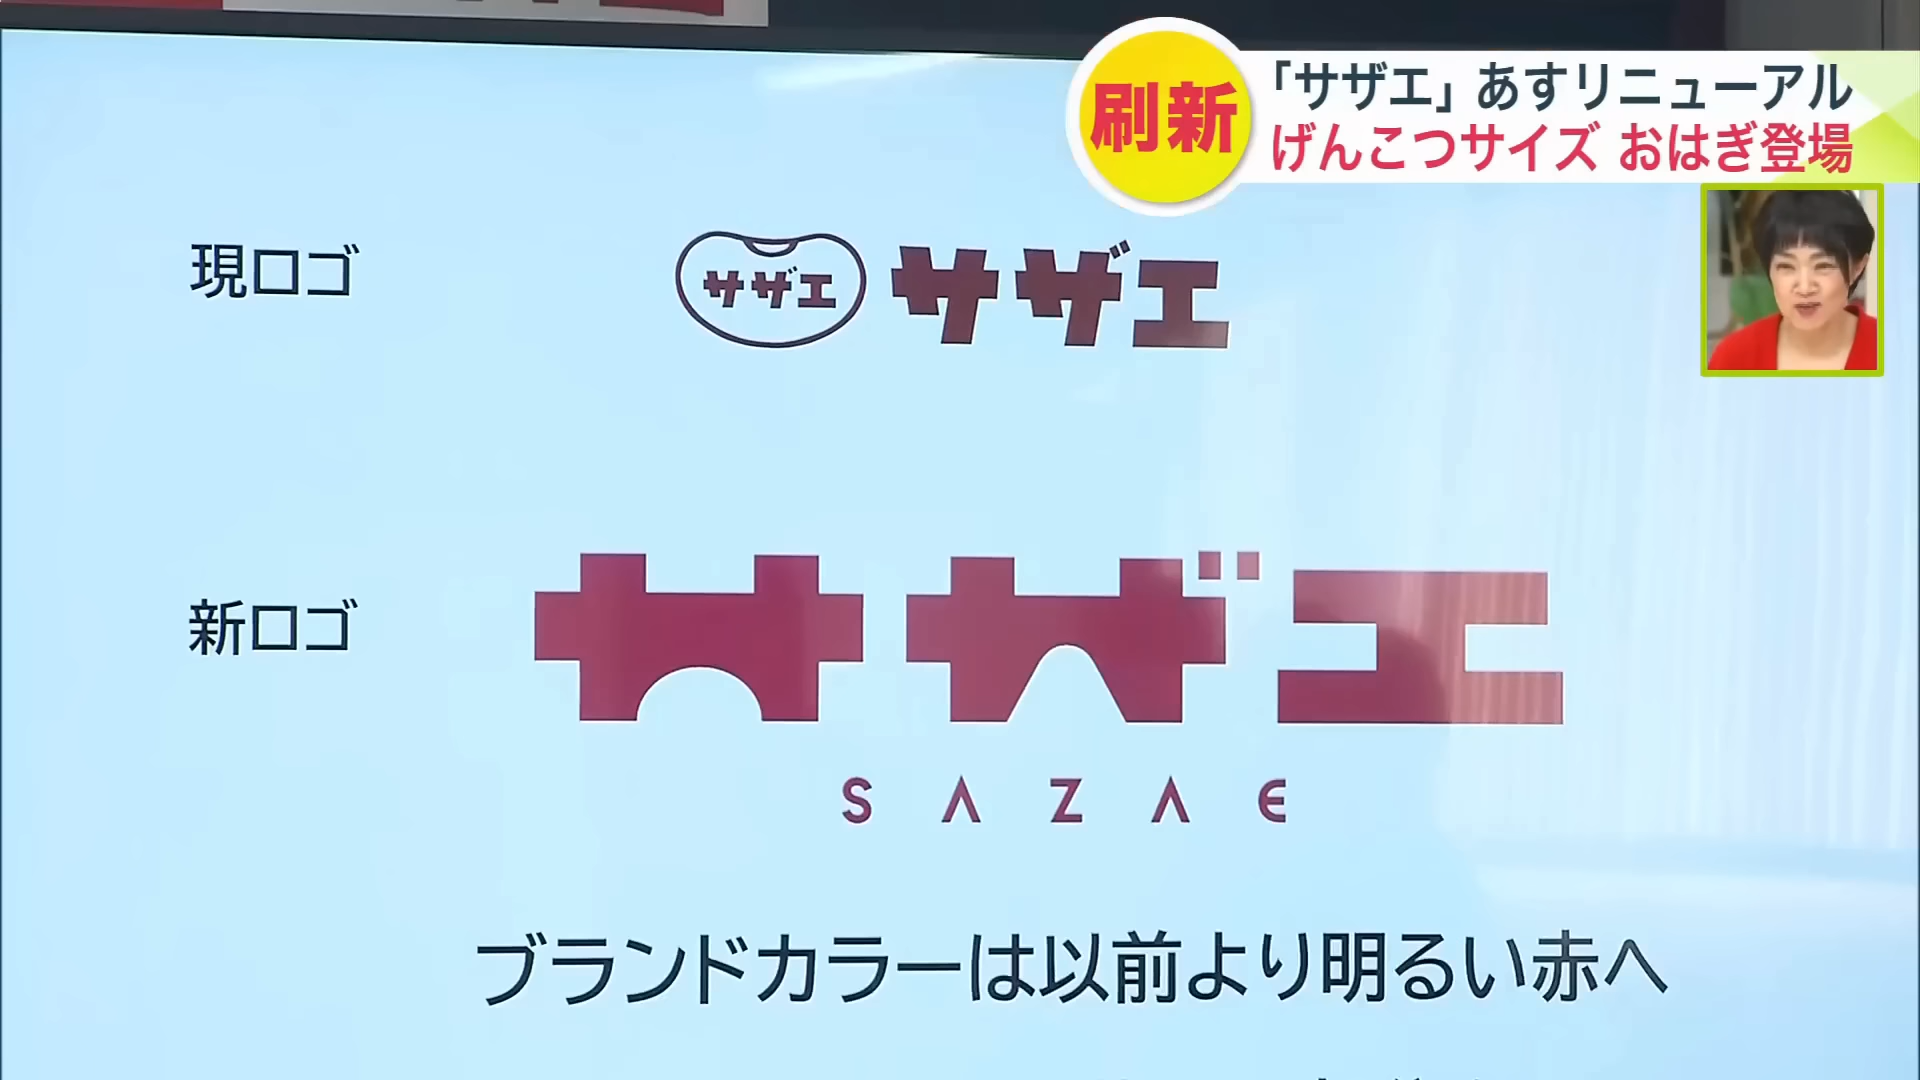 刷新
「サザエ」あすリニューアル
げんこつサイズ おはぎ登場
現ロゴ
サザエ サザエ
新ロゴ
サザエ
SAZAE
ブランドカラーは以前より明るい赤へ